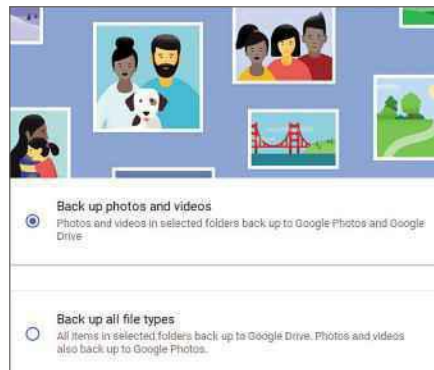 Back up photos and videos
Photos and videos in selected folders back up to Google Photos and Google
Drive
Back up all file types
All items in selected folders back up to Google Drive. Photos and videos
also back up to Google Photos.